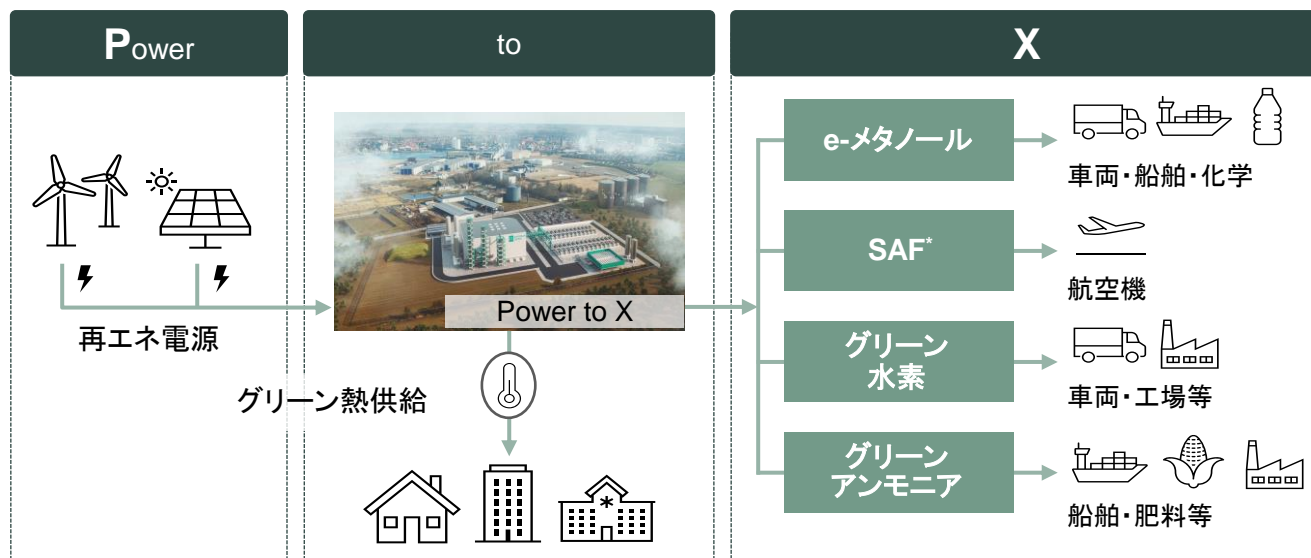 Power
to
X
再エネ電源
Power to X
グリーン熱供給
e-メタノール
車両・船舶・化学
SAF*
航空機
グリーン
水素
車両・工場等
グリーン
アンモニア
船舶・肥料等